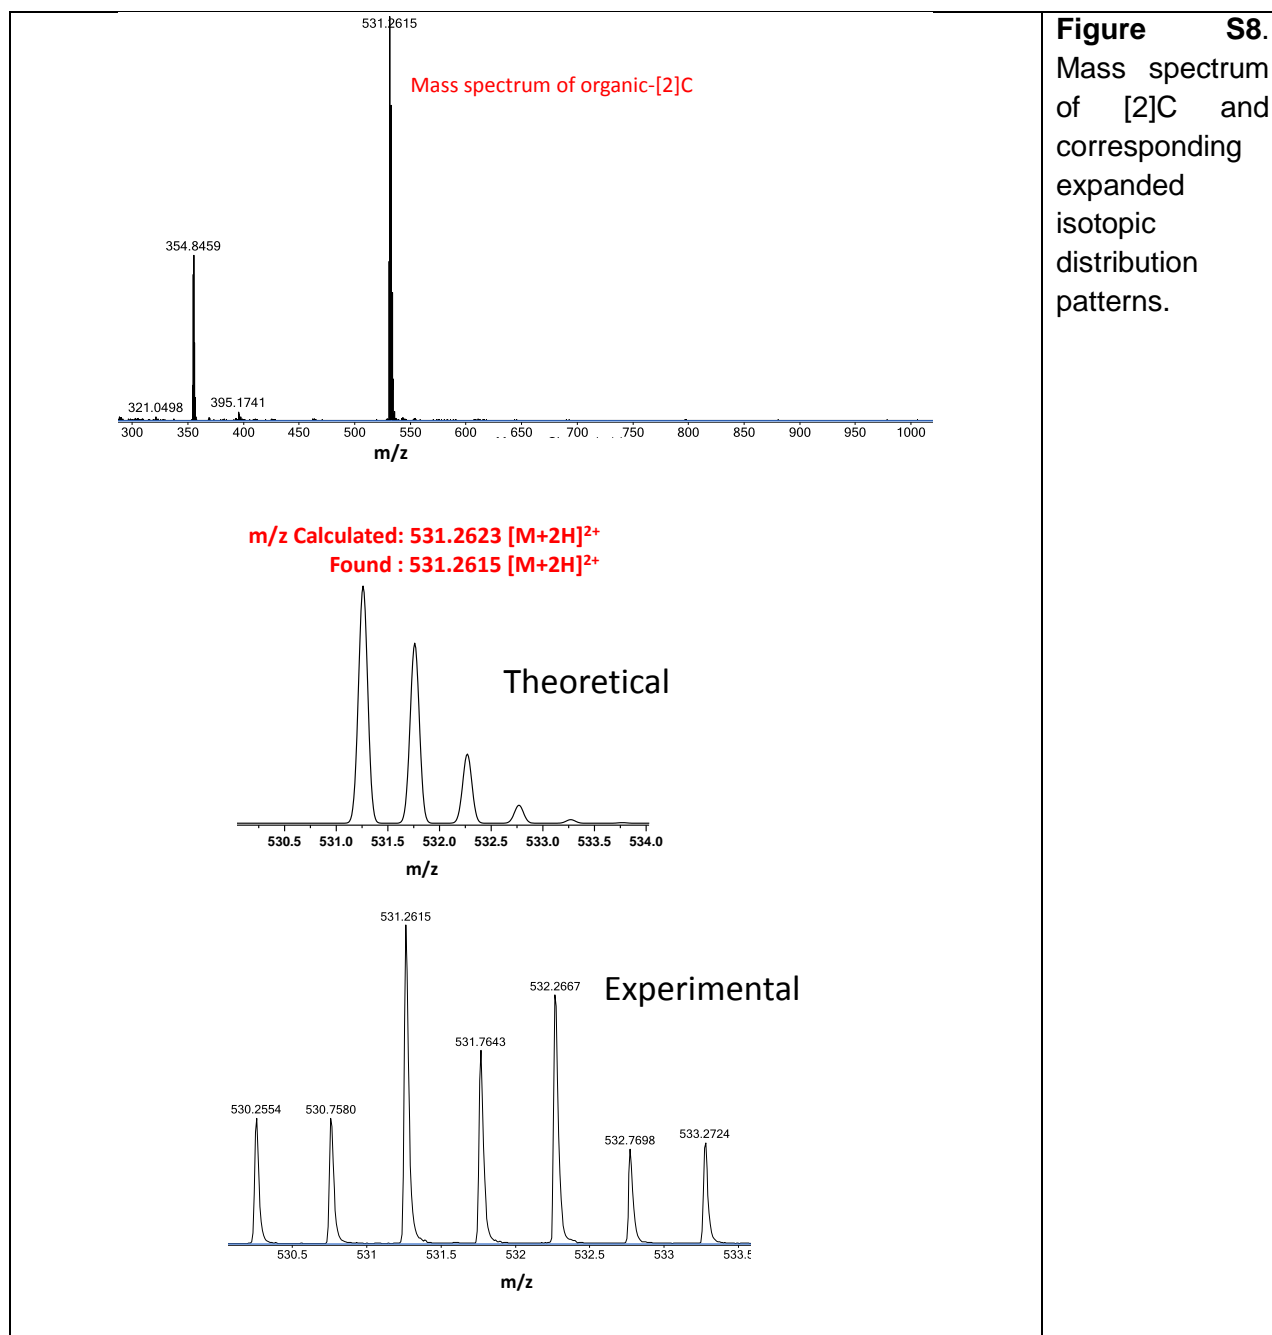 531.2615
Mass spectrum of organic-[2]C
354.8459
321.0498
395.1741
300 350 400 450 500 550 600 650 700 750 800 850 900 950 1000
m/z
m/z Calculated: 531.2623 [M+2H]²⁺
Found : 531.2615 [M+2H]²⁺
Theoretical
530.5 531.0 531.5 532.0 532.5 533.0 533.5 534.0
m/z
531.2615
Experimental
532.2667
531.7643
530.2554 530.7580
532.7698 533.2724
530.5 531 531.5 532 532.5 533 533.5
m/z
Figure S8.
Mass spectrum
of [2]C and
corresponding
expanded
isotopic
distribution
patterns.